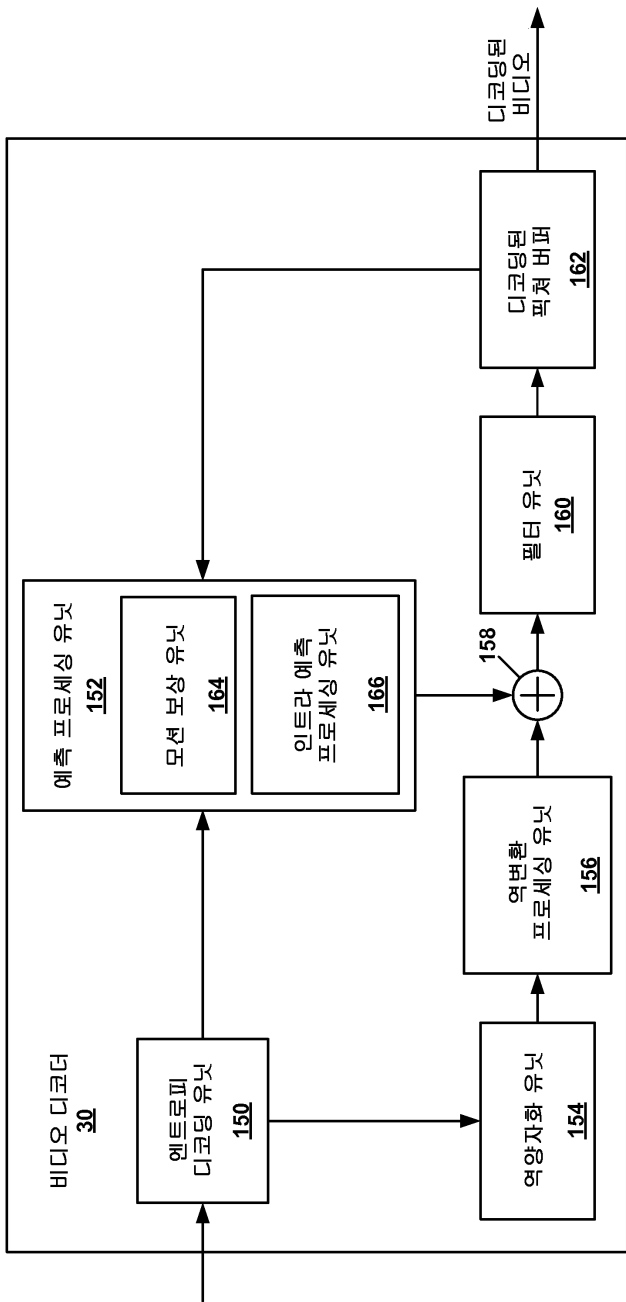 비디오 디코더
30
엔트로피
디코딩 유닛
150
예측 프로세싱 유닛
152
모션 보상 유닛
164
인트라 예측
프로세싱 유닛
166
역양자화 유닛
154
역변환
프로세싱 유닛
156
158
필터 유닛
160
디코딩된
픽쳐 버퍼
162
디코딩된
비디오